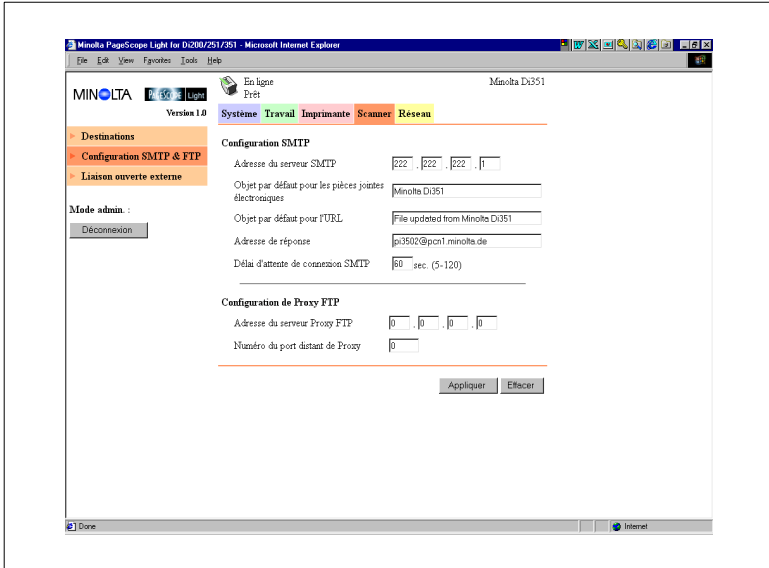 Minolta PageScope Light for Di200/251/351 - Microsoft Internet Explorer
File Edit View Favorites Tools Help
MINOLTA PAGESCOPE Light
Version 1.0
En ligne
Prêt
Minolta Di351
Système Travail Imprimante Scanner Réseau
Destinations
Configuration SMTP & FTP
Liaison ouverte externe
Mode admin. :
Déconnexion
Configuration SMTP
Adresse du serveur SMTP 222 . 222 . 222 . 1
Objet par défaut pour les pièces jointes
électroniques
Minolta Di351
Objet par défaut pour l'URL File updated from Minolta Di351
Adresse de réponse pi3502@pcn1.minolta.de
Délai d'attente de connexion SMTP 60 sec. (5-120)
Configuration de Proxy FTP
Adresse du serveur Proxy FTP 0 . 0 . 0 . 0
Numéro du port distant de Proxy 0
Appliquer Effacer
Done Internet